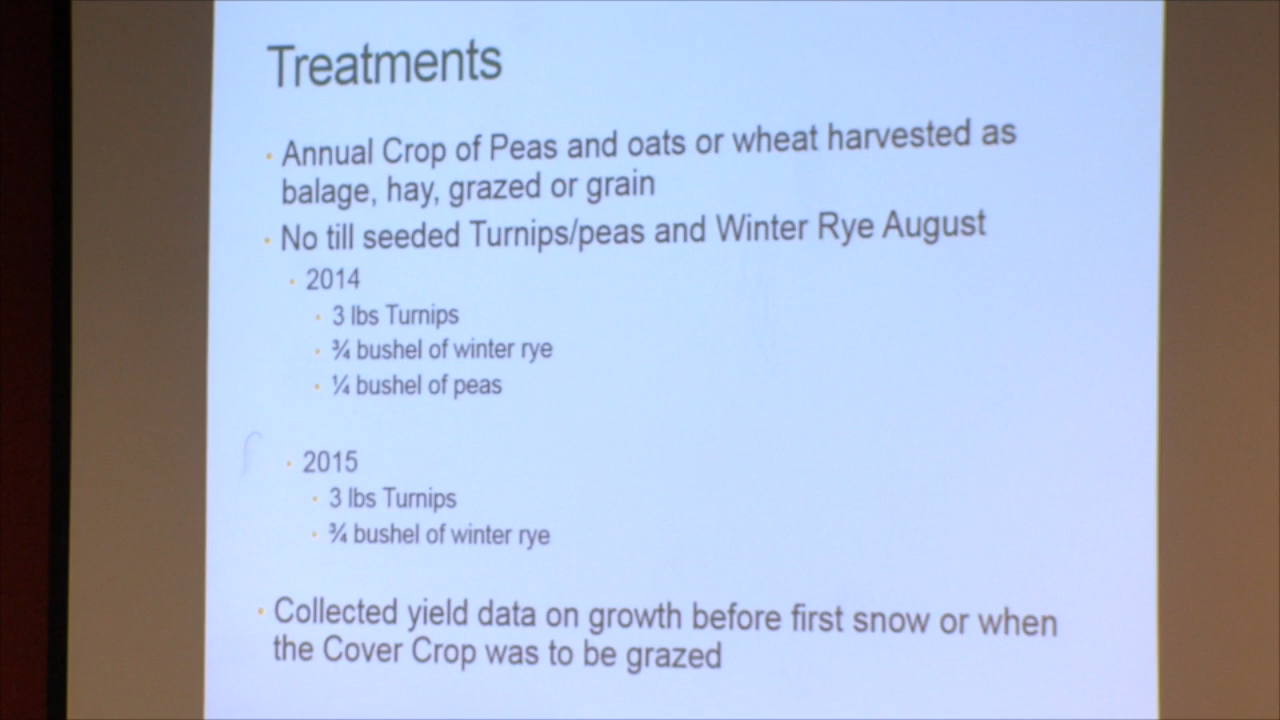 Treatments
· Annual Crop of Peas and oats or wheat harvested as
balage, hay, grazed or grain
· No till seeded Turnips/peas and Winter Rye August
· 2014
· 3 lbs Turnips
· ¾ bushel of winter rye
· ¼ bushel of peas
· 2015
· 3 lbs Turnips
· ¾ bushel of winter rye
· Collected yield data on growth before first snow or when
the Cover Crop was to be grazed